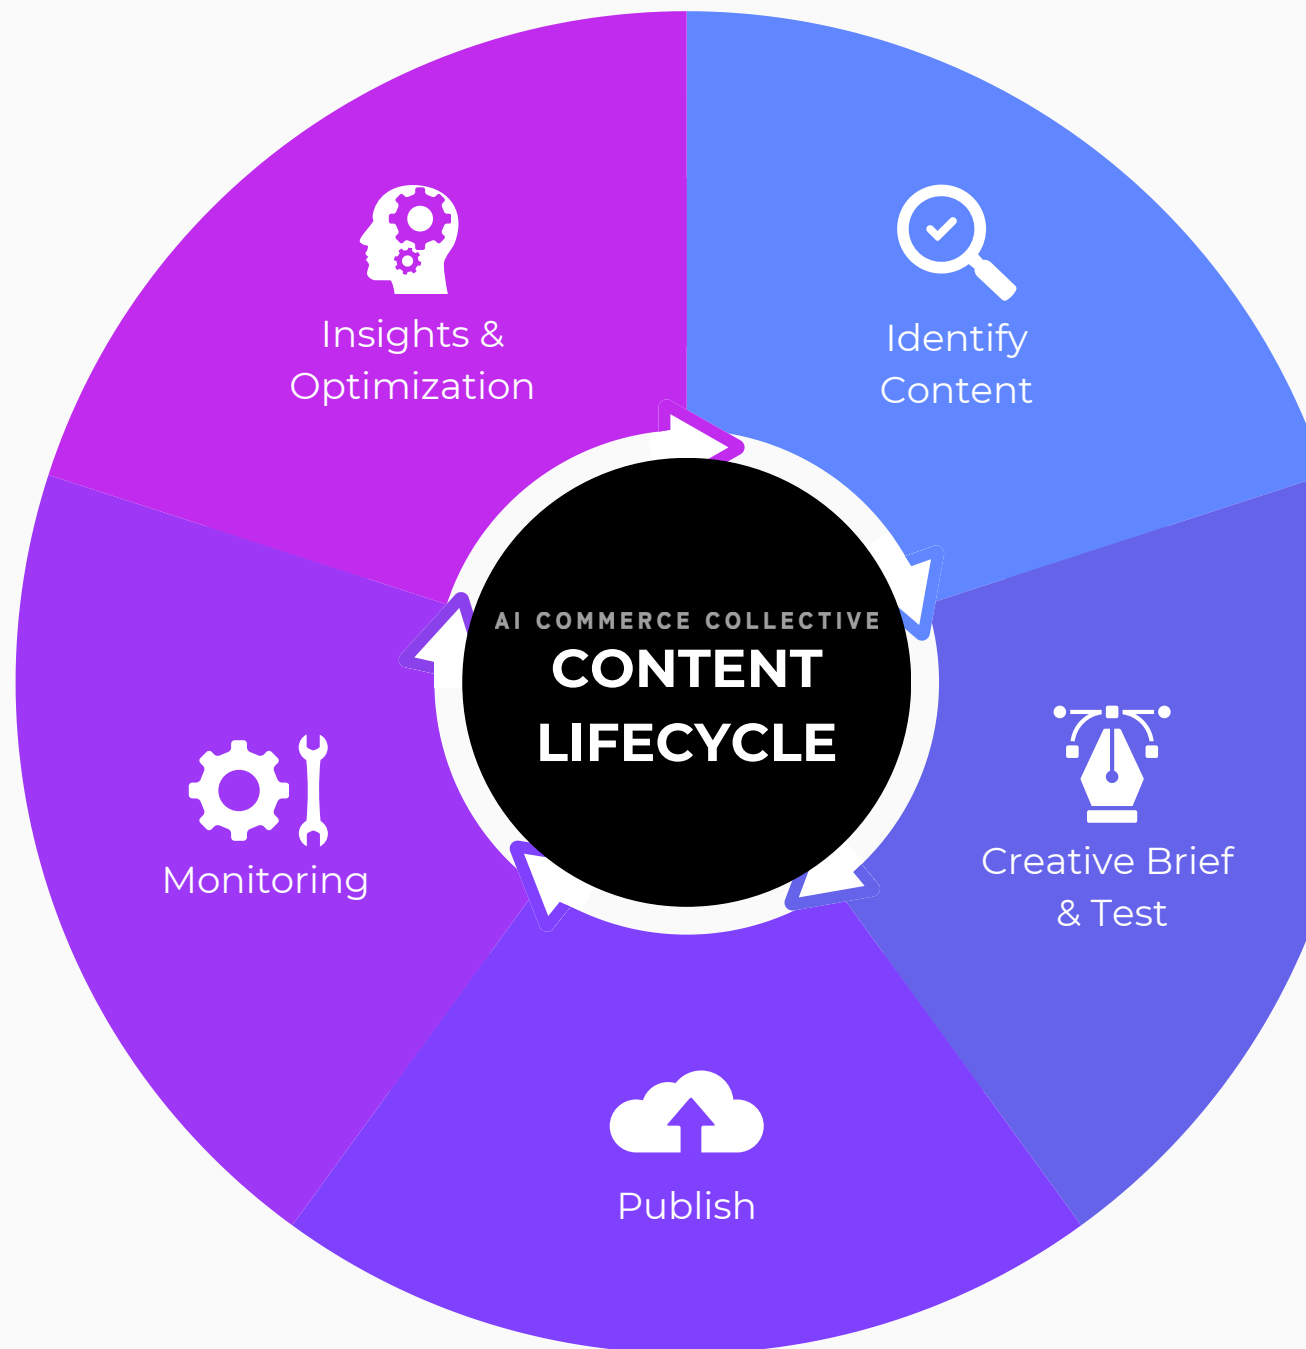 AI COMMERCE COLLECTIVE
CONTENT
LIFECYCLE
Identify
Content
Creative Brief
& Test
Publish
Monitoring
Insights &
Optimization